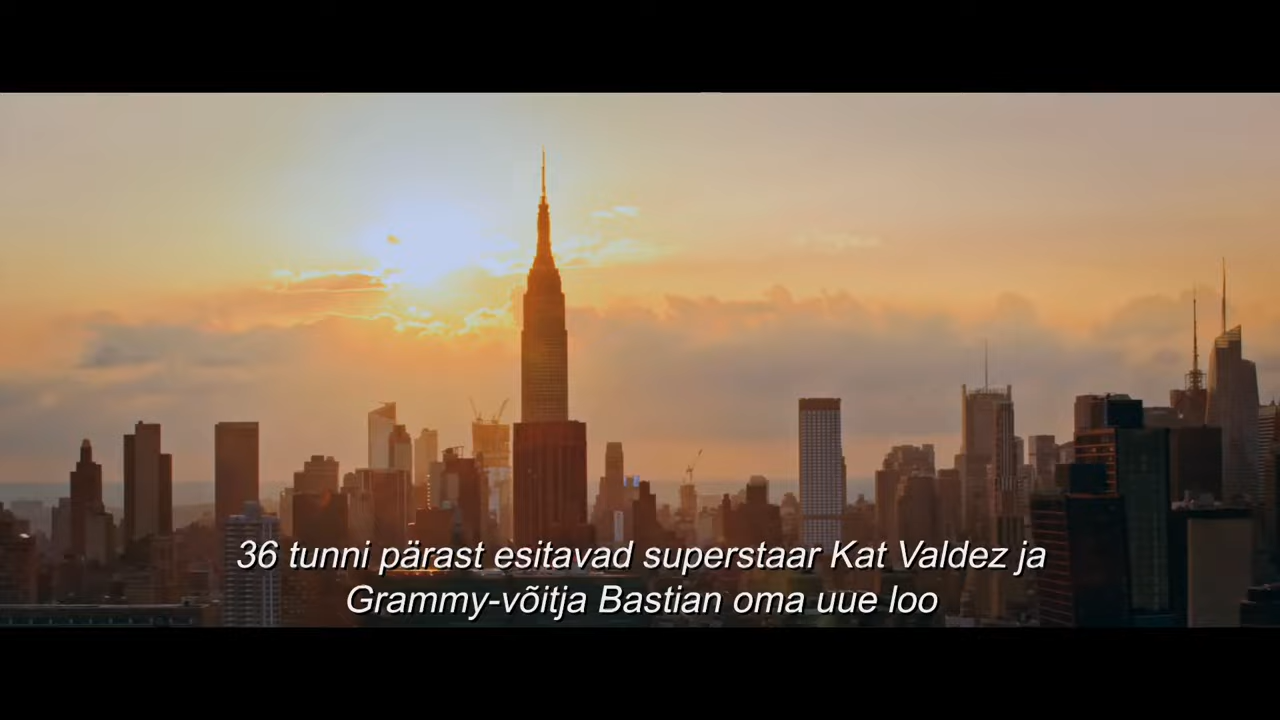 36 tunni pärast esitavad superstaar Kat Valdez ja
Grammy-võitja Bastian oma uue loo